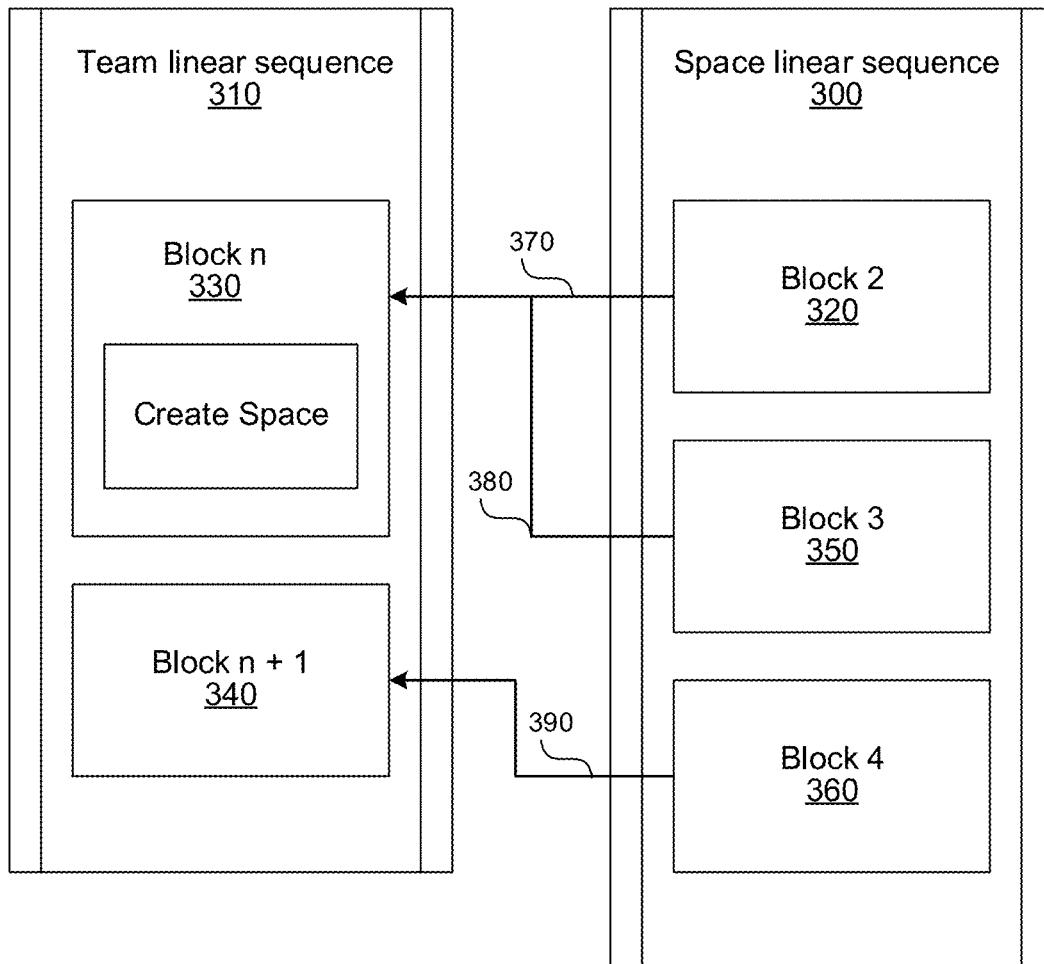 Team linear sequence
310
Block n
330
Create Space
Block n + 1
340
370
380
390
Space linear sequence
300
Block 2
320
Block 3
350
Block 4
360